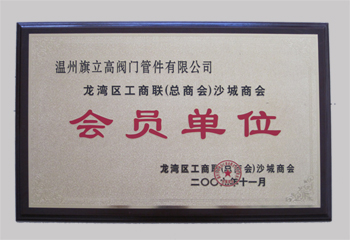 温州旗立高阀门管件有限公司
龙湾区工商联(总商会)沙城商会
会员单位
龙湾区工商联(总商会)沙城商会
二〇〇九年十一月